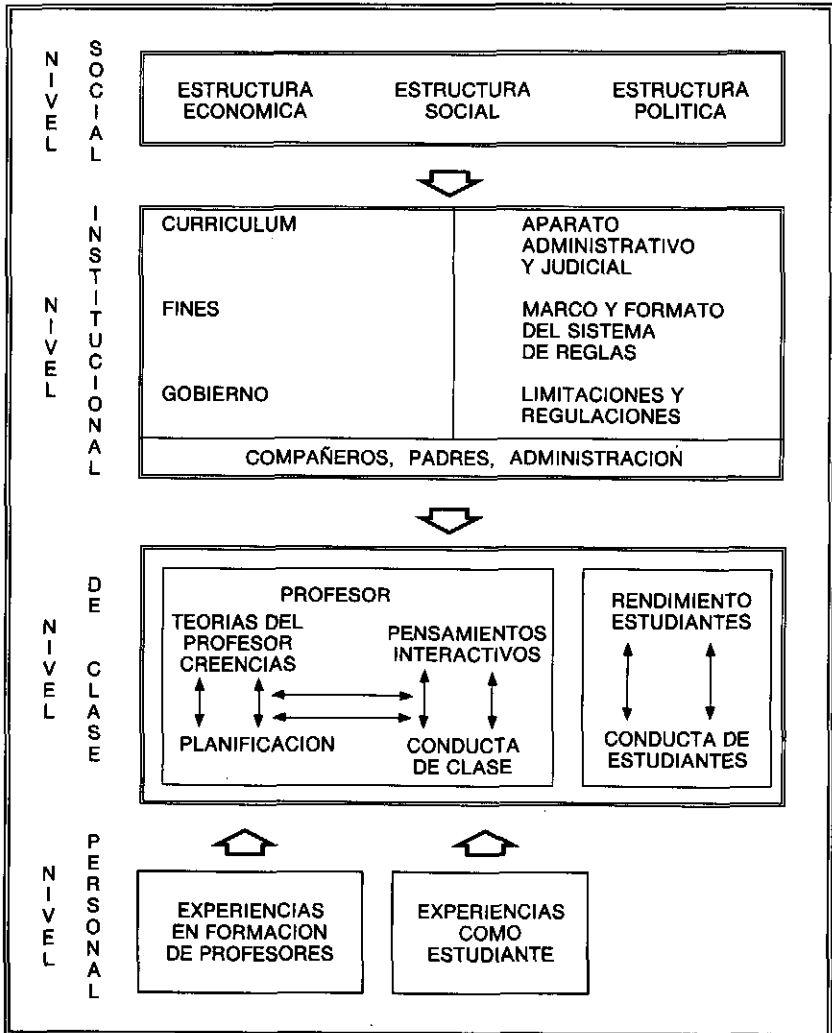 NIVEL SOCIAL
ESTRUCTURA ECONOMICA
ESTRUCTURA SOCIAL
ESTRUCTURA POLITICA
NIVEL INSTITUCIONAL
CURRICULUM
APARATO
ADMINISTRATIVO
Y JUDICIAL
FINES
MARCO Y FORMATO
DEL SISTEMA
DE REGLAS
GOBIERNO
LIMITACIONES Y
REGULACIONES
COMPAÑEROS, PADRES, ADMINISTRACION
NIVEL DE CLASE
PROFESOR
TEORIAS DEL
PROFESOR
CREENCIAS
PENSAMIENTOS
INTERACTIVOS
PLANIFICACION
CONDUCTA
DE CLASE
RENDIMIENTO
ESTUDIANTES
CONDUCTA DE
ESTUDIANTES
NIVEL PERSONAL
EXPERIENCIAS
EN FORMACION
DE PROFESORES
EXPERIENCIAS
COMO
ESTUDIANTE